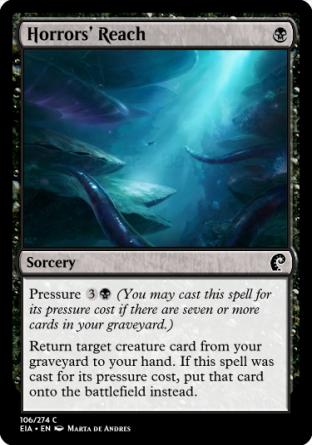 Horrors' Reach
Sorcery
Pressure 3 (You may cast this spell for
its pressure cost if there are seven or more
cards in your graveyard.)
Return target creature card from your
graveyard to your hand. If this spell was
cast for its pressure cost, put that card
onto the battlefield instead.
106/274 C
EIA • EN Marta de Andres